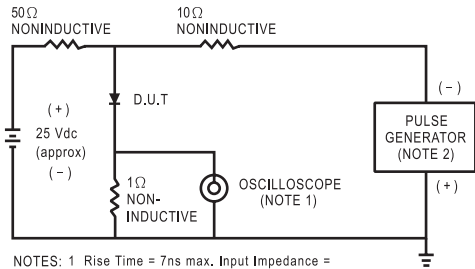 50Ω
NONINDUCTIVE
10Ω
NONINDUCTIVE
D.U.T
(+)
25 Vdc
(approx)
(−)
1Ω
NON-
INDUCTIVE
OSCILLOSCOPE
(NOTE 1)
(−)
PULSE
GENERATOR
(NOTE 2)
(+)
NOTES: 1 Rise Time = 7ns max. Input Impedance =